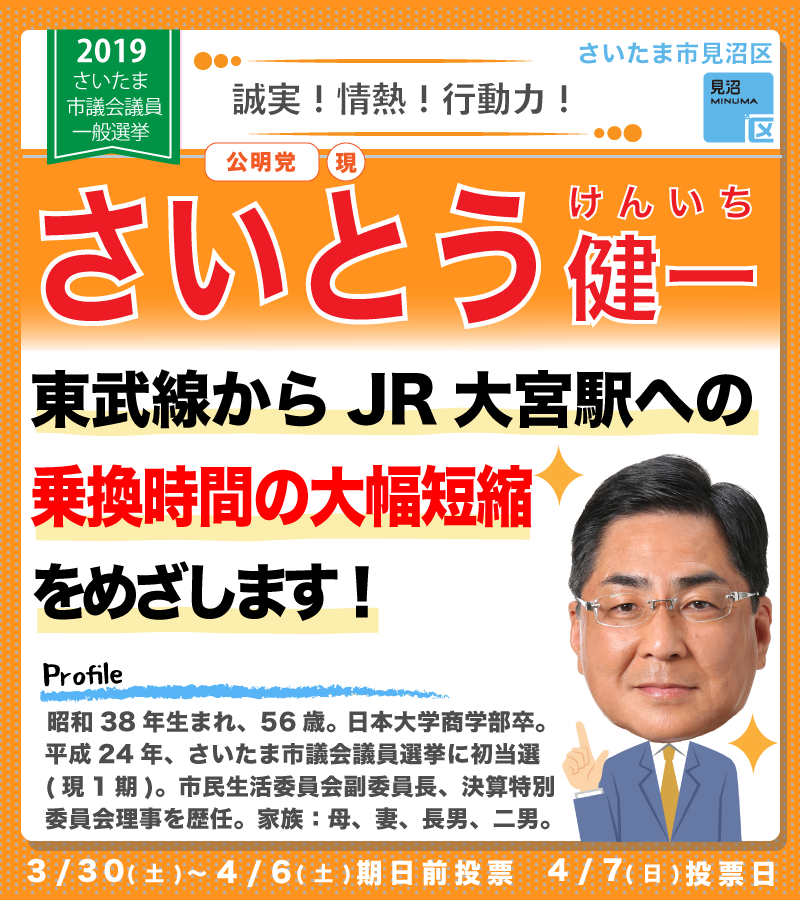 2019
さいたま
市議会議員
一般選挙
誠実！情熱！行動力！
さいたま市見沼区
見沼
MINUMA
区
公明党 現
けんいち
さいとう健一
東武線からJR大宮駅への
乗換時間の大幅短縮
をめざします！
Profile
昭和38年生まれ、56歳。日本大学商学部卒。
平成24年、さいたま市議会議員選挙に初当選
(現1期)。市民生活委員会副委員長、決算特別
委員会理事を歴任。家族：母、妻、長男、二男。
3/30(土)～4/6(土)期日前投票 4/7(日)投票日